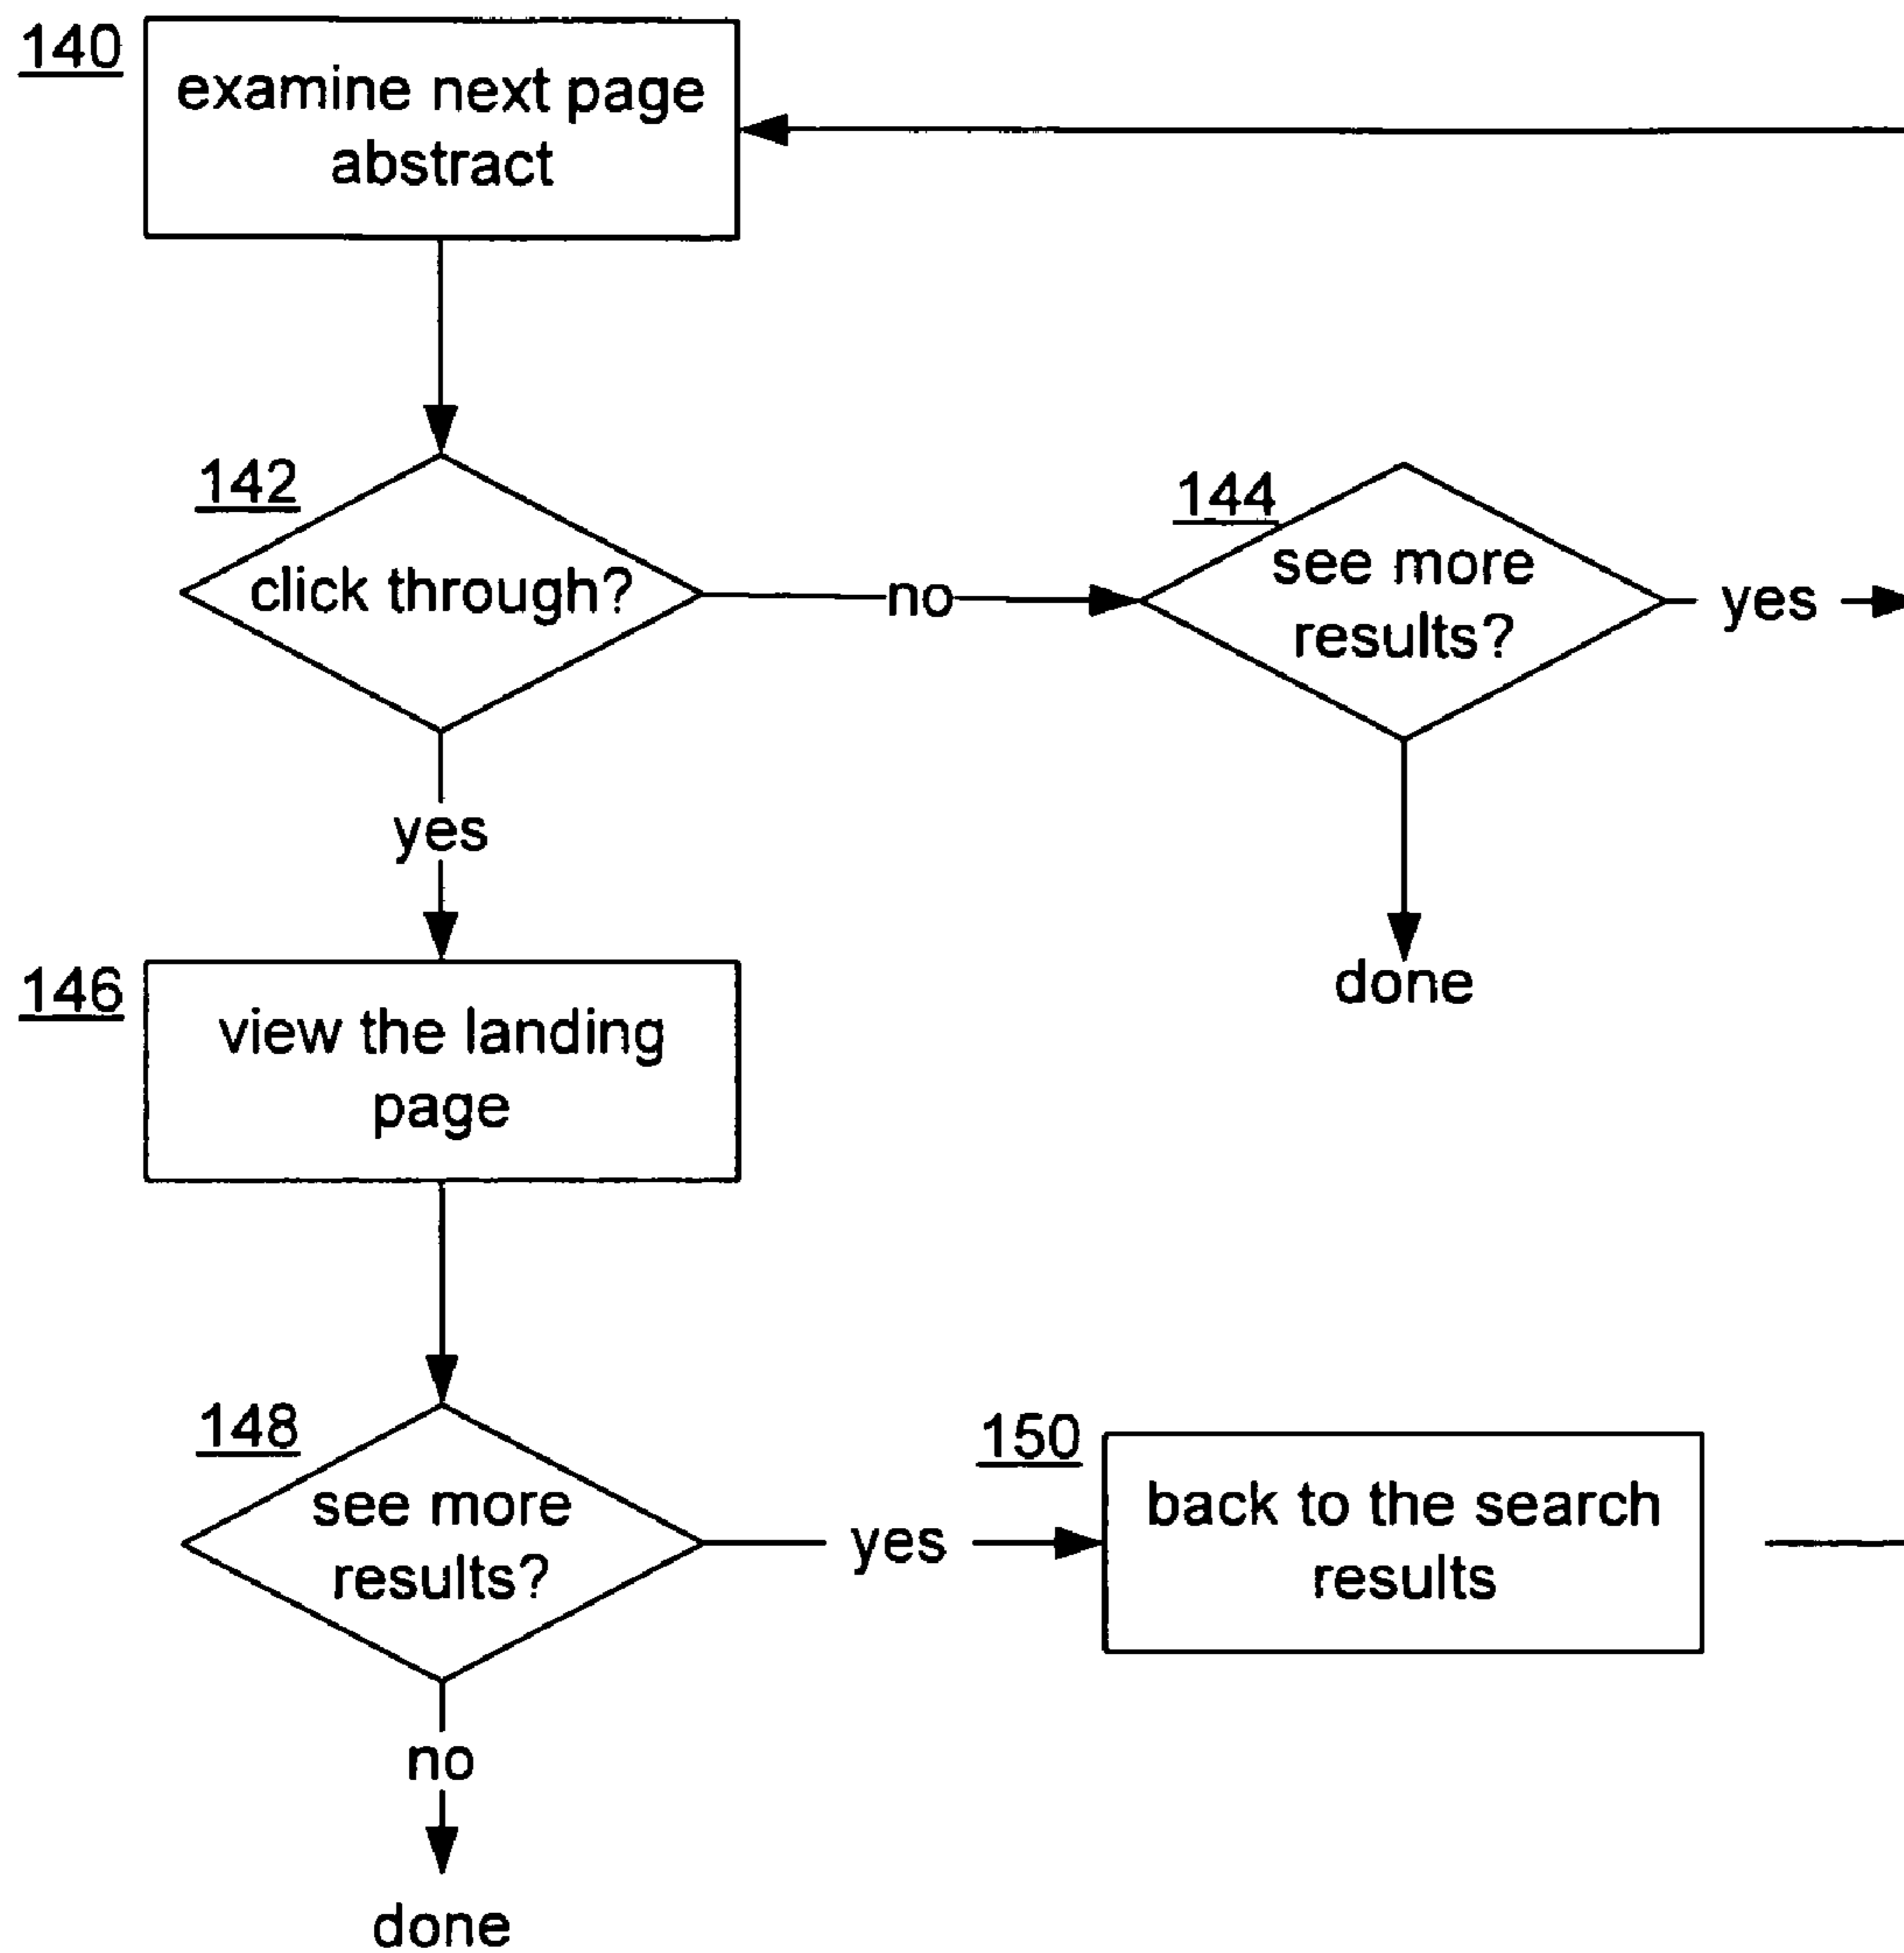 140
examine next page
abstract
142
click through?
no
144
see more
results?
yes
yes
done
146
view the landing
page
148
see more
results?
yes
150
back to the search
results
no
done